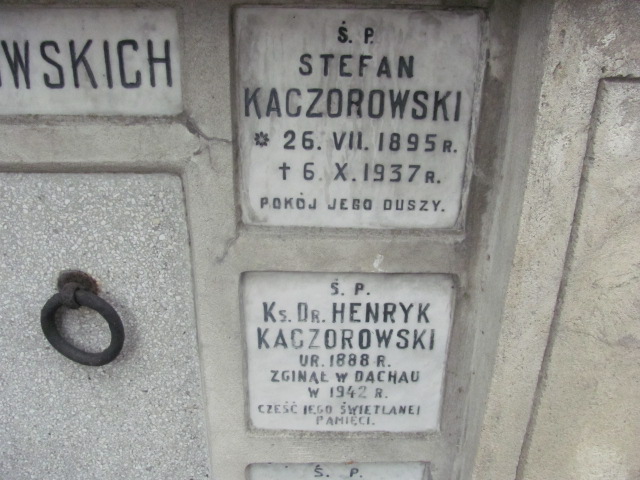 WSKICH
Ś. P.
STEFAN
KACZOROWSKI
* 26. VII. 1895 R.
† 6. X. 1937 R.
POKÓJ JEGO DUSZY.
Ś. P.
KS. DR. HENRYK
KACZOROWSKI
UR. 1888 R.
ZGINĄŁ W DACHAU
W 1942 R.
CZEŚĆ JEGO ŚWIETLANEJ
PAMIĘCI.
Ś. P.